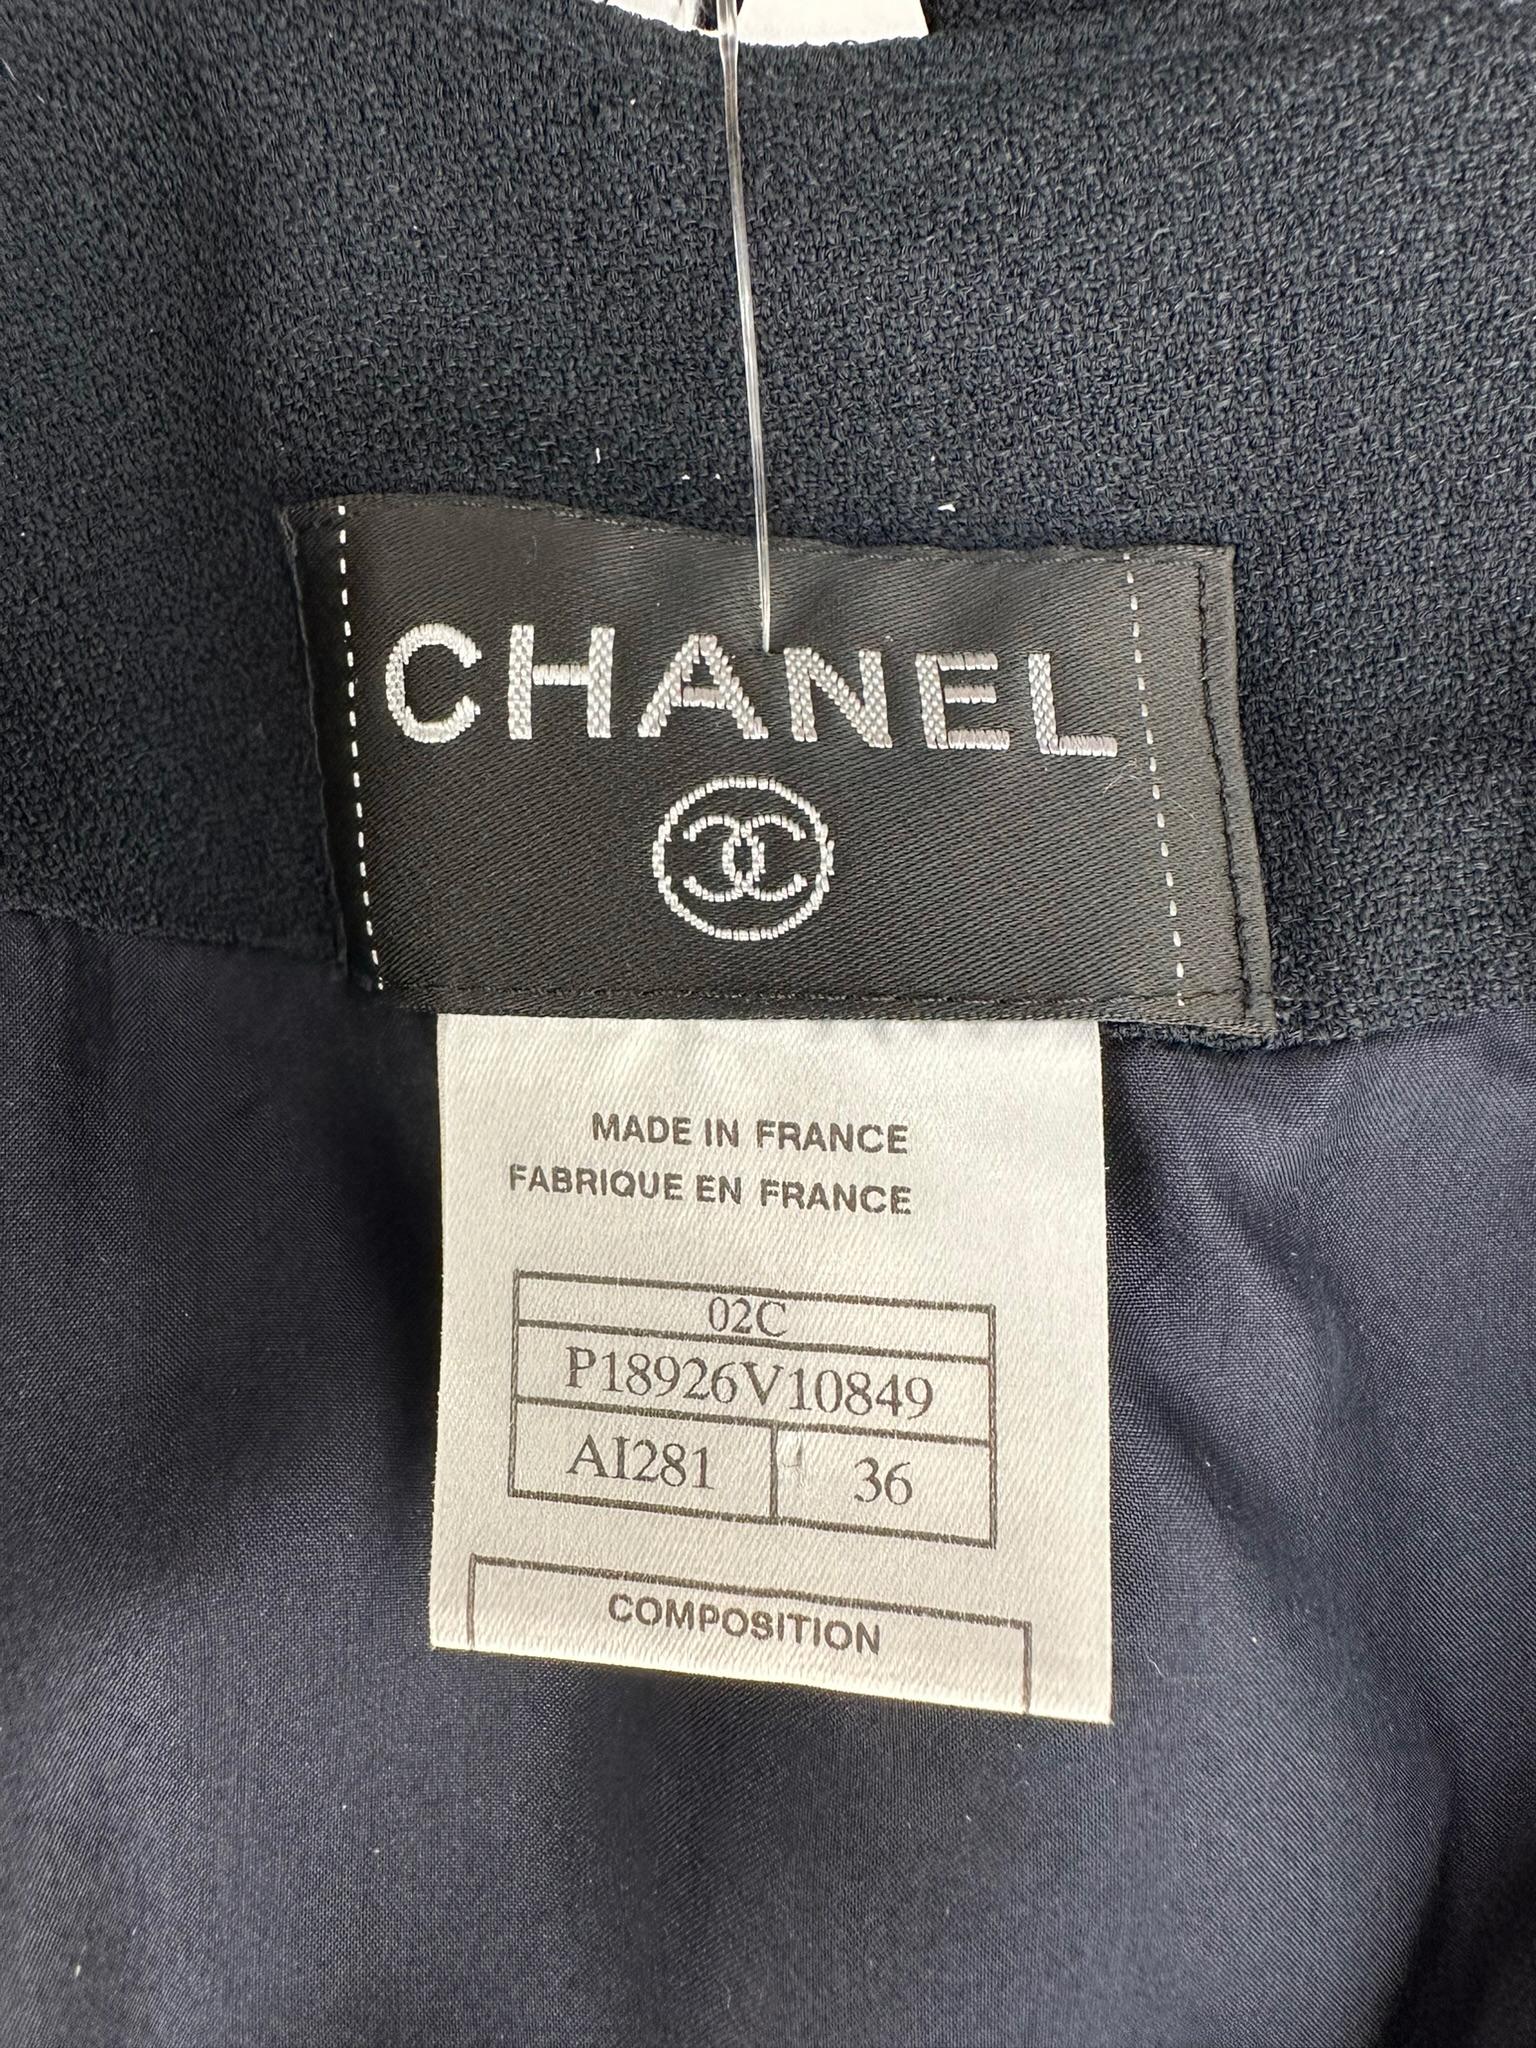 CHANEL
MADE IN FRANCE
FABRIQUE EN FRANCE
02C
P18926V10849
AI281 36
COMPOSITION